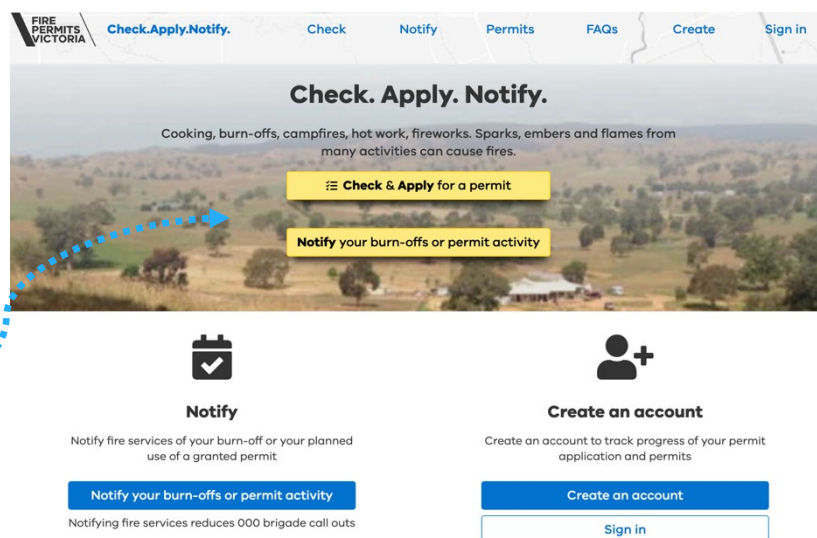 FIRE
PERMITS
VICTORIA
Check.Apply.Notify.
Check
Notify
Permits
FAQs
Create
Sign in
Check. Apply. Notify.
Cooking, burn-offs, campfires, hot work, fireworks. Sparks, embers and flames from
many activities can cause fires.
Check & Apply for a permit
Notify your burn-offs or permit activity
Notify
Notify fire services of your burn-off or your planned
use of a granted permit
Notify your burn-offs or permit activity
Notifying fire services reduces 000 brigade call outs
Create an account
Create an account to track progress of your permit
application and permits
Create an account
Sign in